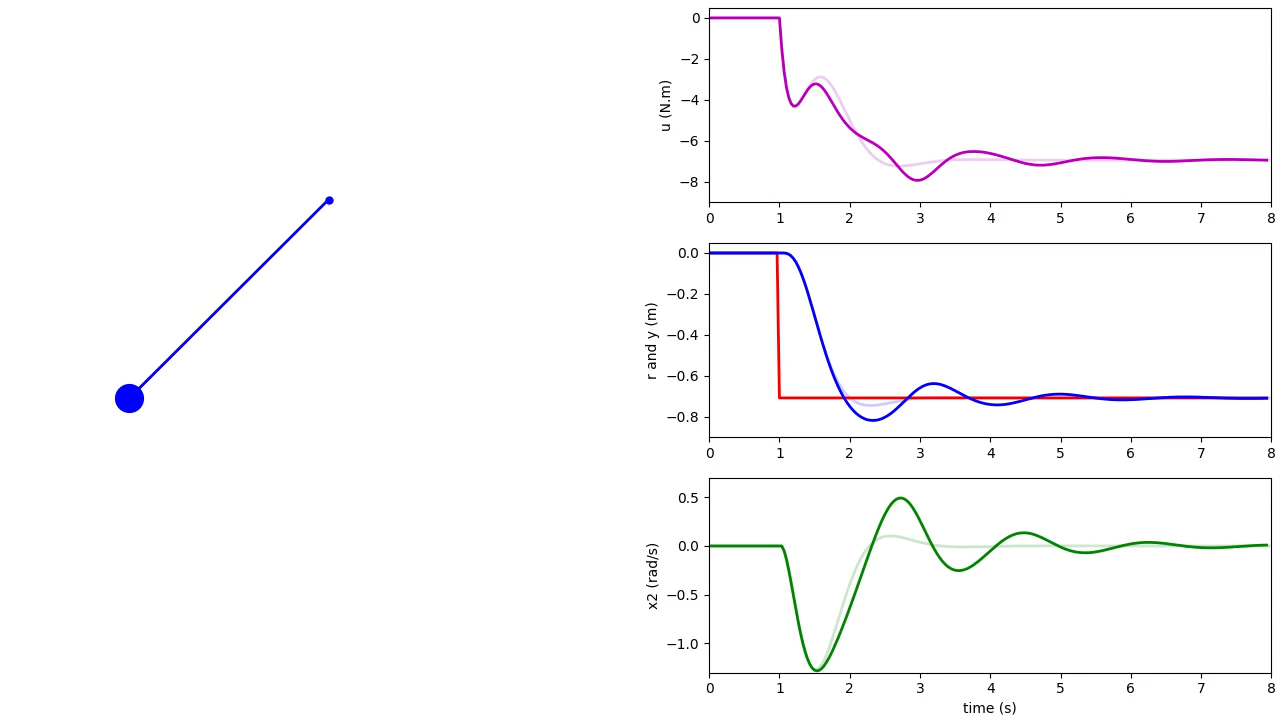 0
−2
−4
−6
−8
u (N.m)
0 1 2 3 4 5 6 7 8
0.0
−0.2
−0.4
−0.6
−0.8
r and y (m)
0 1 2 3 4 5 6 7 8
0.5
0.0
−0.5
−1.0
x2 (rad/s)
0 1 2 3 4 5 6 7 8
time (s)